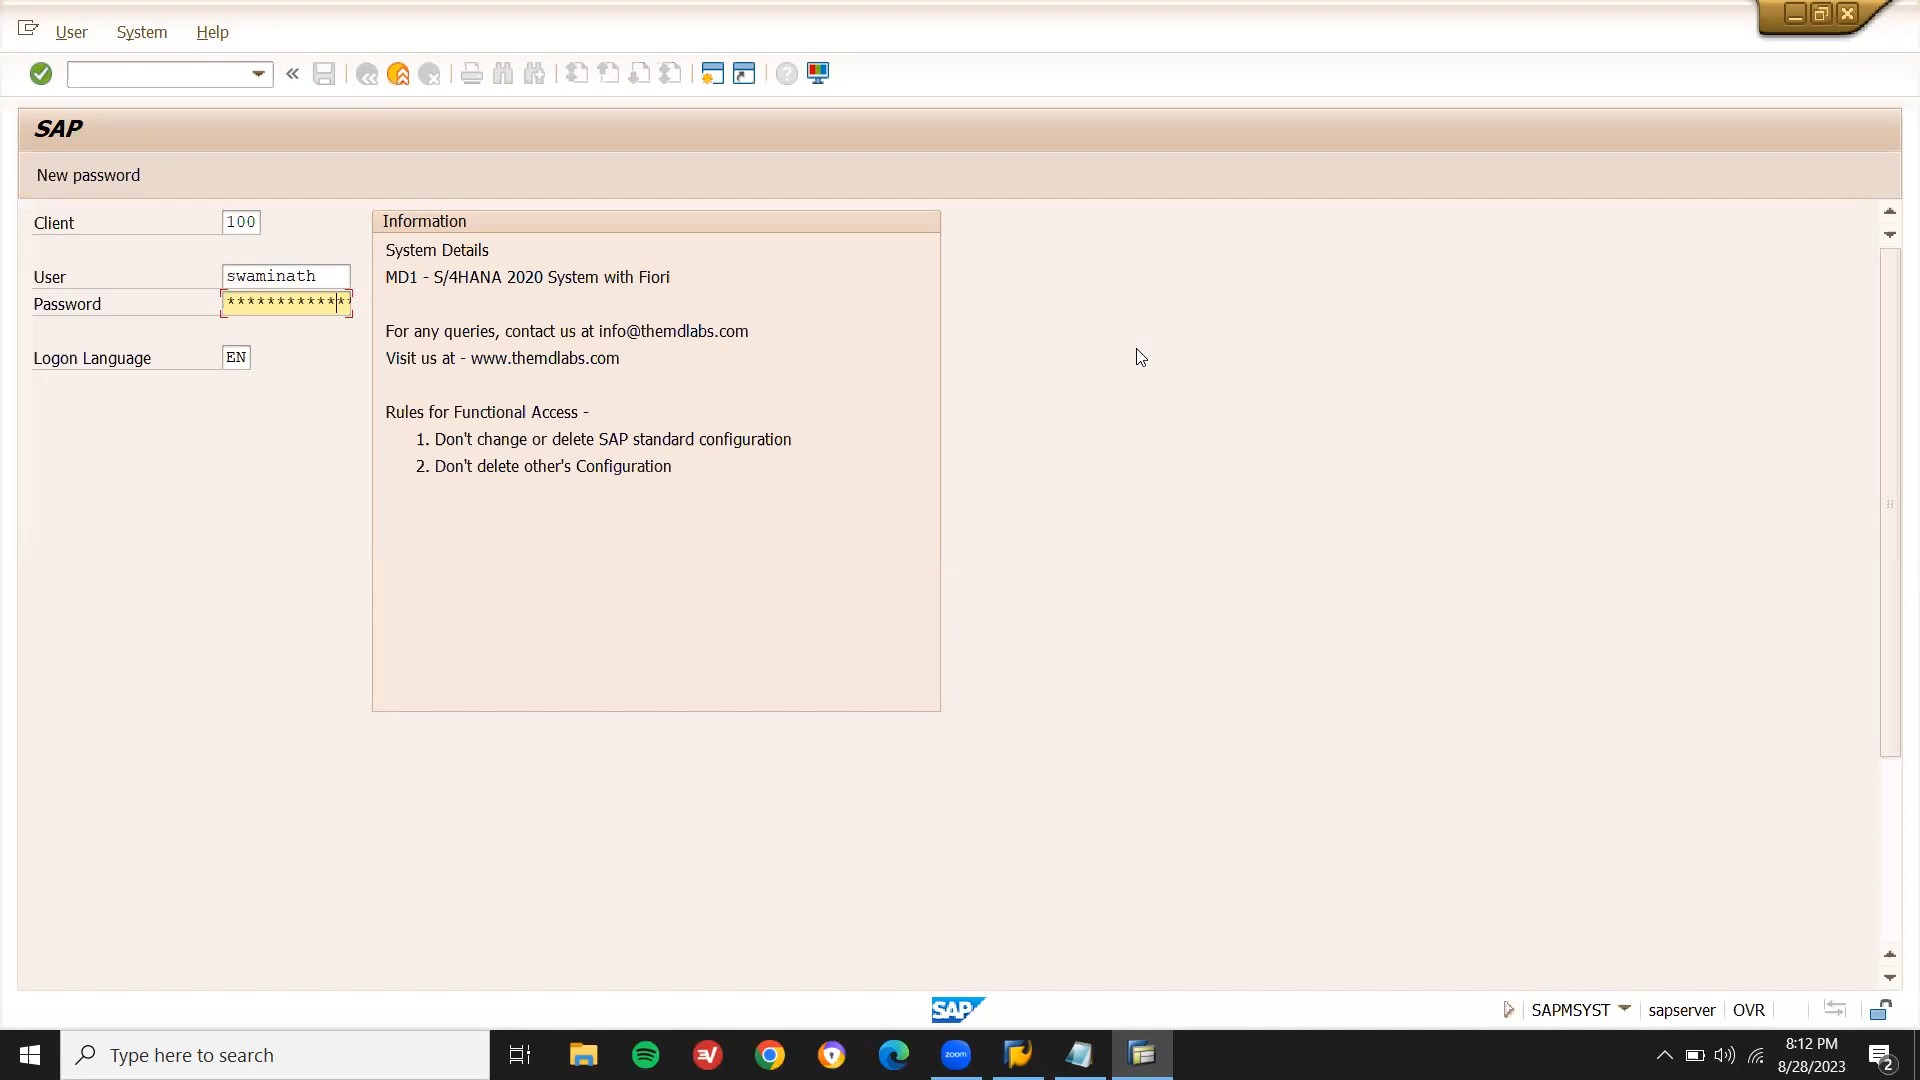 User System Help
SAP
New password
Client 100
User swaminath
Password *************
Logon Language EN
Information
System Details
MD1 - S/4HANA 2020 System with Fiori
For any queries, contact us at info@themdlabs.com
Visit us at - www.themdlabs.com
Rules for Functional Access -
1. Don't change or delete SAP standard configuration
2. Don't delete other's Configuration
SAP
SAPMSYST sapserver OVR
Type here to search
EV
zoom
8:12 PM
8/28/2023
2